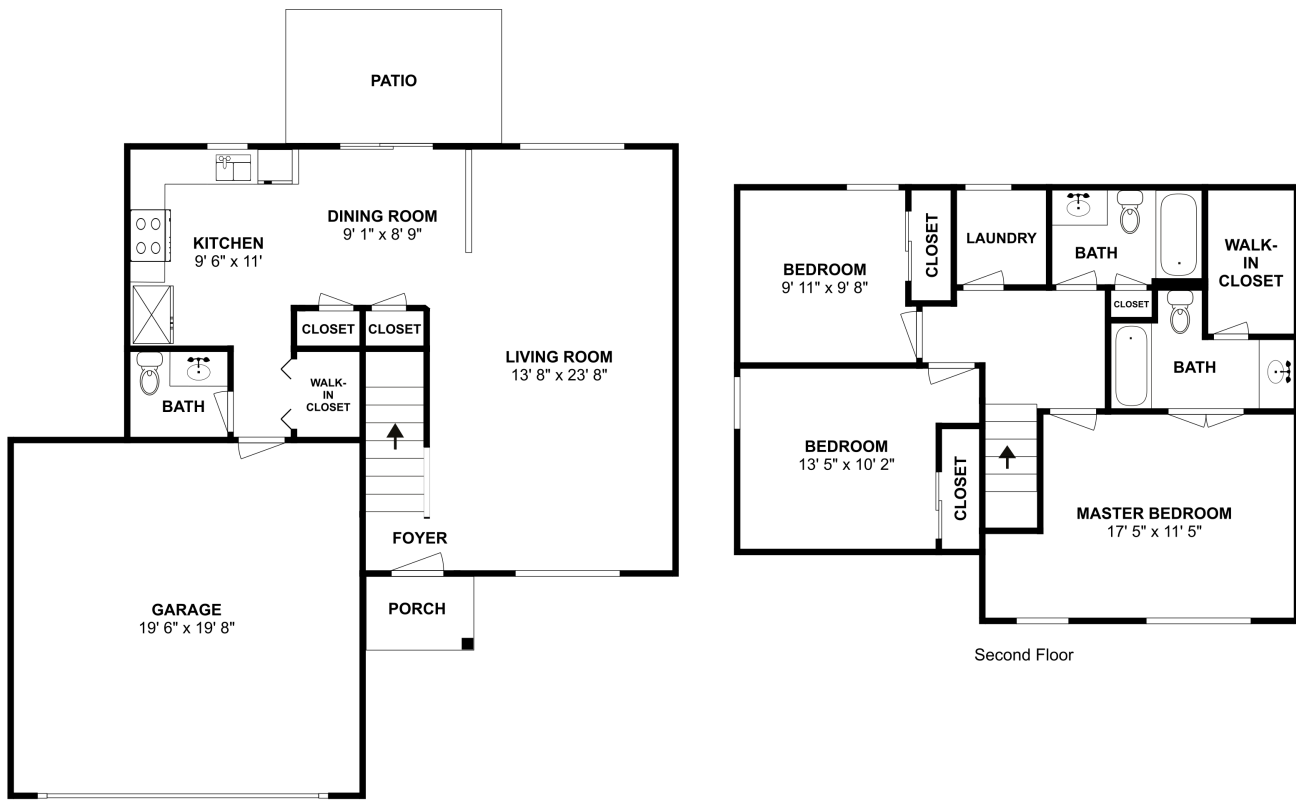 PATIO
DINING ROOM
9' 1" x 8' 9"
KITCHEN
9' 6" x 11'
CLOSET
CLOSET
LIVING ROOM
13' 8" x 23' 8"
WALK-
IN
CLOSET
BATH
FOYER
PORCH
GARAGE
19' 6" x 19' 8"
BEDROOM
9' 11" x 9' 8"
CLOSET
LAUNDRY
BATH
WALK-
IN
CLOSET
CLOSET
BATH
BEDROOM
13' 5" x 10' 2"
CLOSET
MASTER BEDROOM
17' 5" x 11' 5"
Second Floor